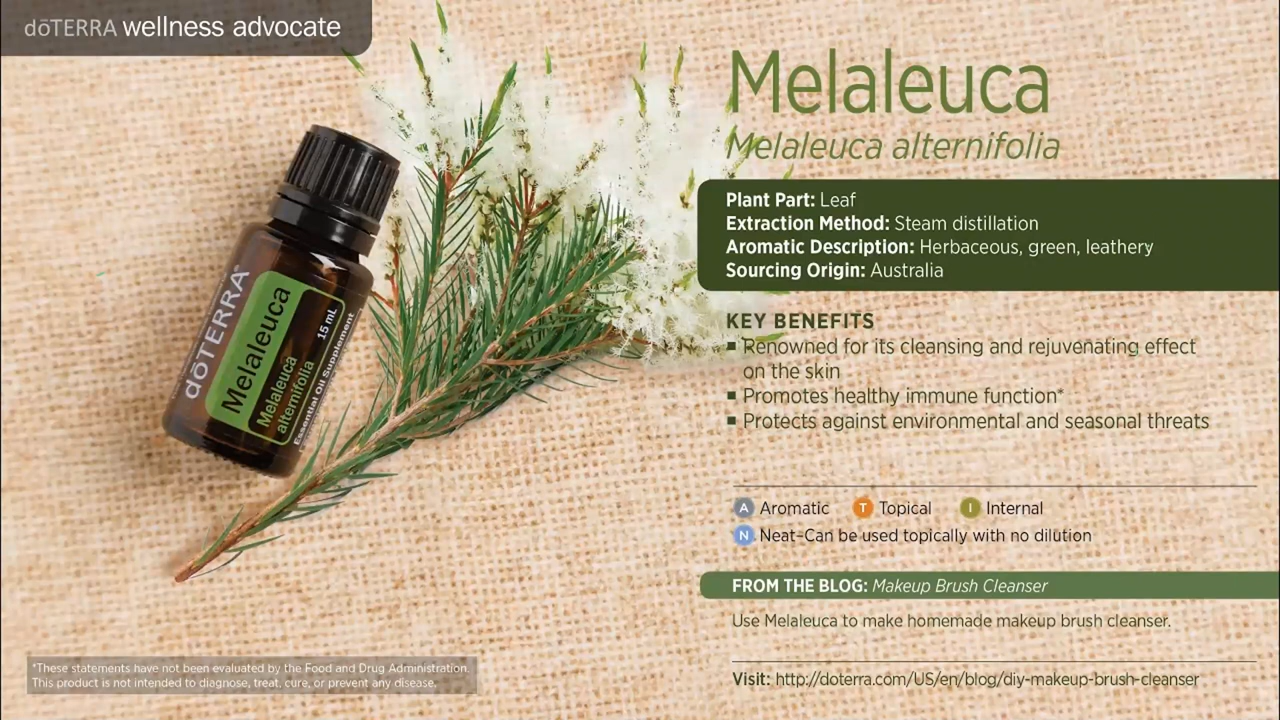 dōTERRA wellness advocate
Melaleuca
Melaleuca alternifolia
Plant Part: Leaf
Extraction Method: Steam distillation
Aromatic Description: Herbaceous, green, leathery
Sourcing Origin: Australia
KEY BENEFITS
▪ Renowned for its cleansing and rejuvenating effect
on the skin
▪ Promotes healthy immune function*
▪ Protects against environmental and seasonal threats
A Aromatic T Topical I Internal
N Neat–Can be used topically with no dilution
FROM THE BLOG: Makeup Brush Cleanser
Use Melaleuca to make homemade makeup brush cleanser.
Visit: http://doterra.com/US/en/blog/diy-makeup-brush-cleanser
dōTERRA®
Melaleuca
Melaleuca
alternifolia
15 mL
Essential Oil Supplement
*These statements have not been evaluated by the Food and Drug Administration.
This product is not intended to diagnose, treat, cure, or prevent any disease.